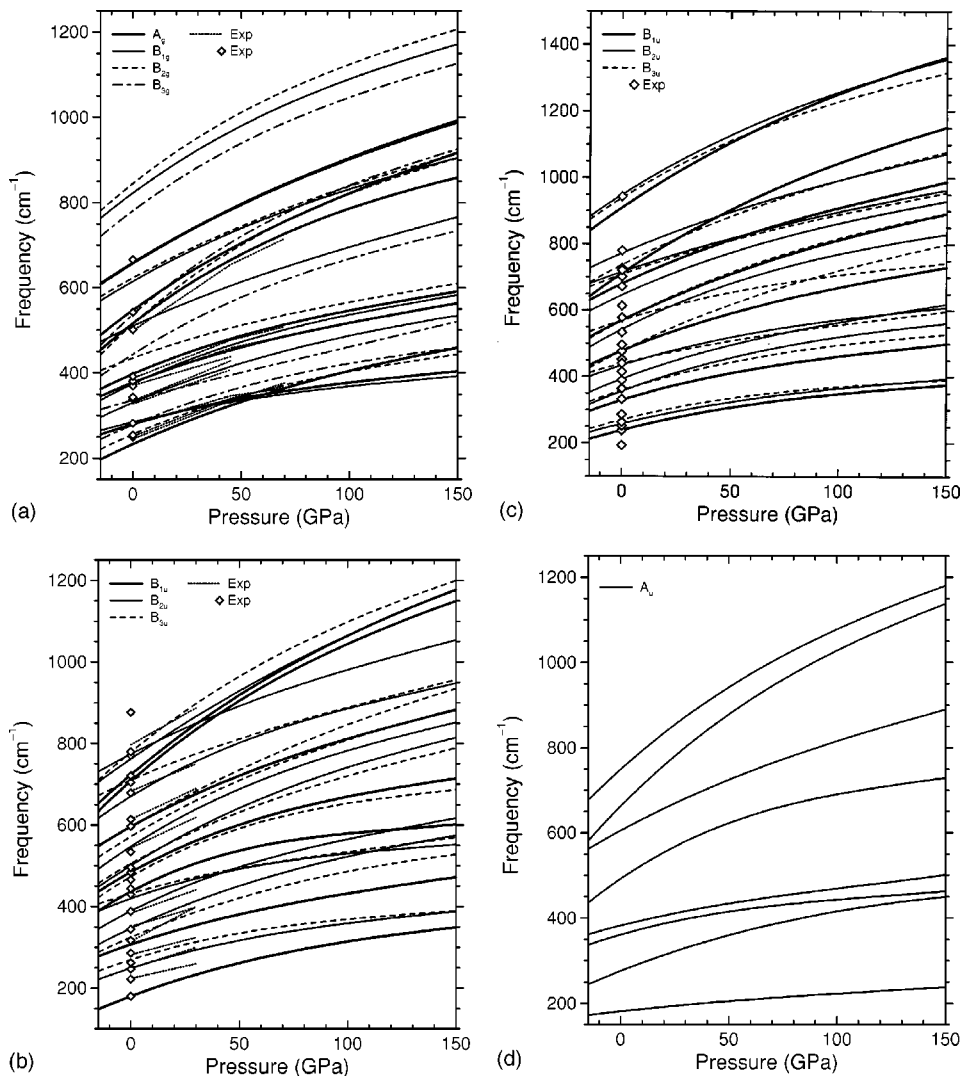 1200
1000
800
600
400
200
Frequency (cm⁻¹)
A_g
B_1g
B_2g
B_3g
Exp
Exp
0 50 100 150
Pressure (GPa)
(a)
1400
1200
1000
800
600
400
200
Frequency (cm⁻¹)
B_1u
B_2u
B_3u
Exp
0 50 100 150
Pressure (GPa)
(c)
1200
1000
800
600
400
200
Frequency (cm⁻¹)
B_1u
B_2u
B_3u
Exp
Exp
0 50 100 150
Pressure (GPa)
(b)
1200
1000
800
600
400
200
Frequency (cm⁻¹)
A_u
0 50 100 150
Pressure (GPa)
(d)